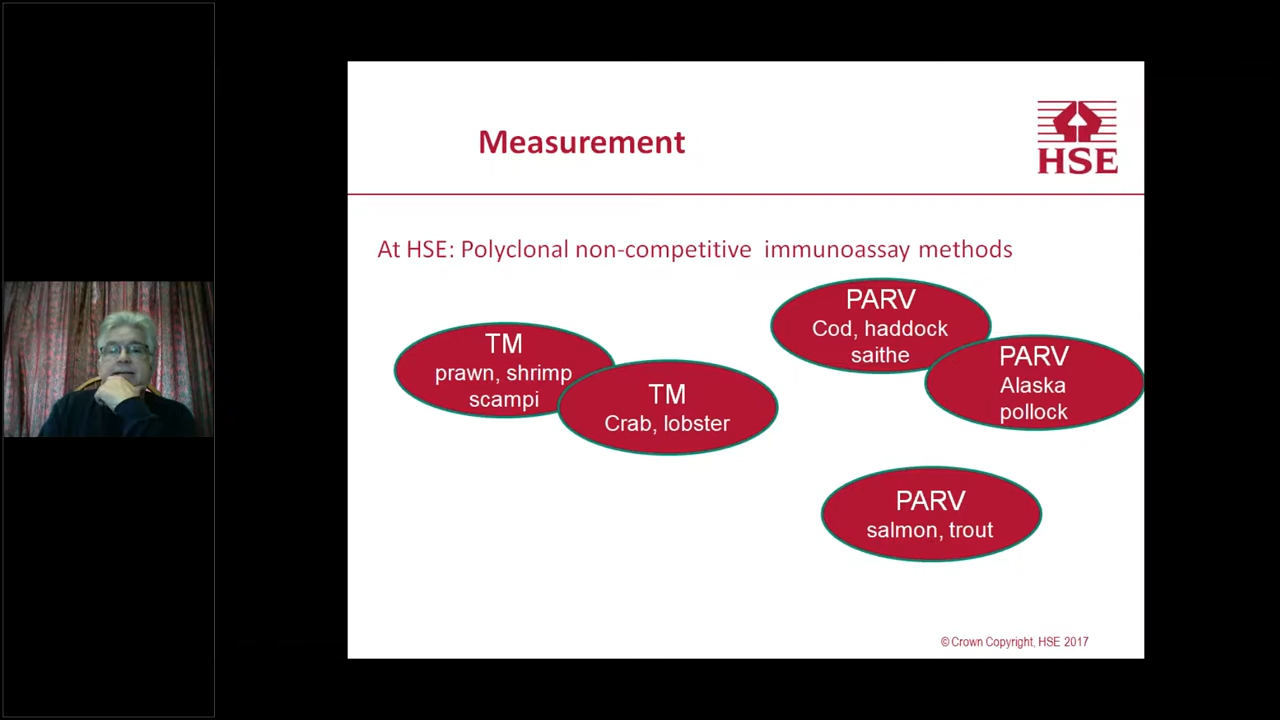 Measurement
HSE
At HSE: Polyclonal non-competitive immunoassay methods
TM
prawn, shrimp
scampi
TM
Crab, lobster
PARV
Cod, haddock
saithe
PARV
Alaska
pollock
PARV
salmon, trout
© Crown Copyright, HSE 2017